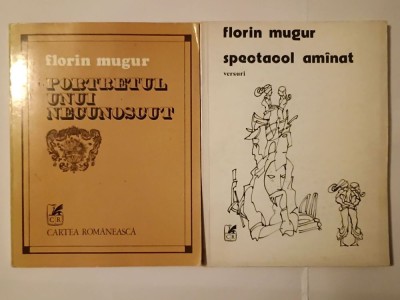 florin mugur
PORTRETUL
UNUI
NECUNOSCUT
CR
CARTEA ROMÂNEASCĂ
florin mugur
spectacol amînat
versuri
CR